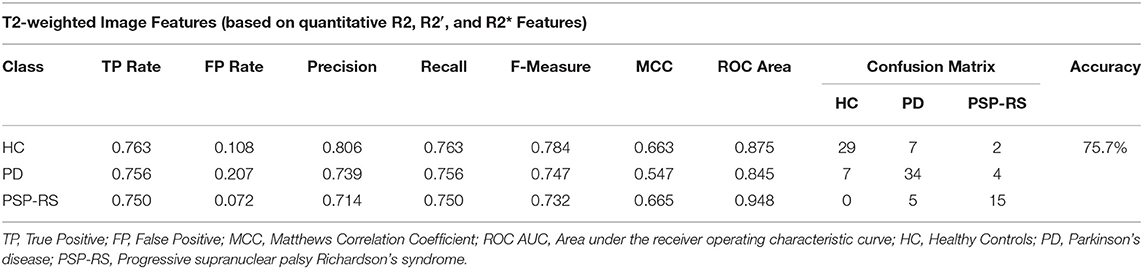 T2-weighted Image Features (based on quantitative R2, R2′, and R2* Features)
Class TP Rate FP Rate Precision Recall F-Measure MCC ROC Area Confusion Matrix Accuracy
HC PD PSP-RS
HC 0.763 0.108 0.806 0.763 0.784 0.663 0.875 29 7 2 75.7%
PD 0.756 0.207 0.739 0.756 0.747 0.547 0.845 7 34 4
PSP-RS 0.750 0.072 0.714 0.750 0.732 0.665 0.948 0 5 15
TP, True Positive; FP, False Positive; MCC, Matthews Correlation Coefficient; ROC AUC, Area under the receiver operating characteristic curve; HC, Healthy Controls; PD, Parkinson's
disease; PSP-RS, Progressive supranuclear palsy Richardson's syndrome.